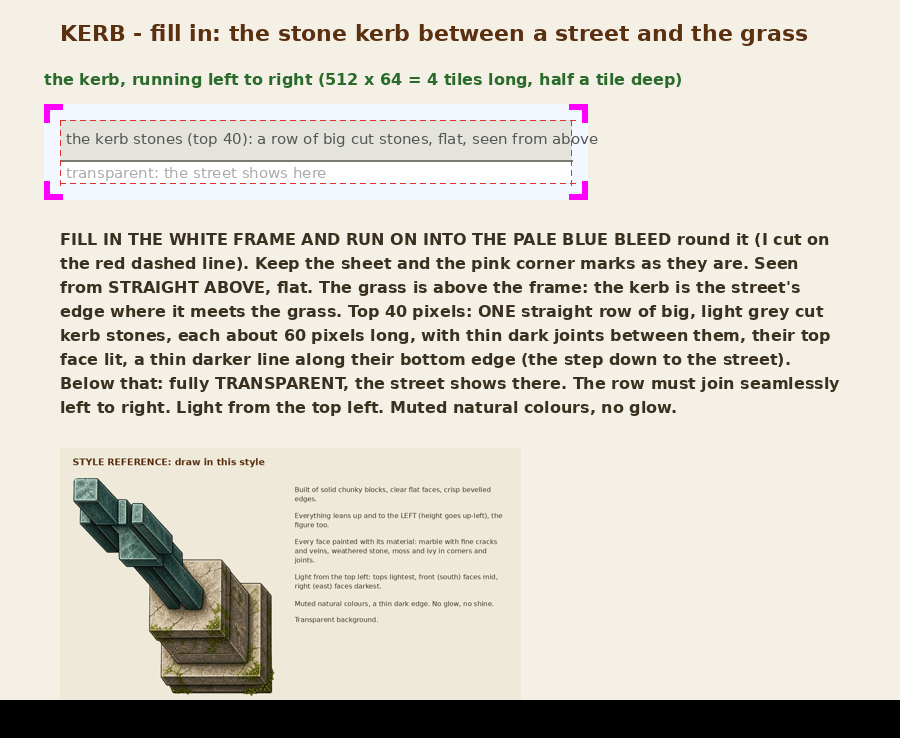 KERB - fill in: the stone kerb between a street and the grass
the kerb, running left to right (512 x 64 = 4 tiles long, half a tile deep)
the kerb stones (top 40): a row of big cut stones, flat, seen from above
transparent: the street shows here
FILL IN THE WHITE FRAME AND RUN ON INTO THE PALE BLUE BLEED round it (I cut on
the red dashed line). Keep the sheet and the pink corner marks as they are. Seen
from STRAIGHT ABOVE, flat. The grass is above the frame: the kerb is the street's
edge where it meets the grass. Top 40 pixels: ONE straight row of big, light grey cut
kerb stones, each about 60 pixels long, with thin dark joints between them, their top
face lit, a thin darker line along their bottom edge (the step down to the street).
Below that: fully TRANSPARENT, the street shows there. The row must join seamlessly
left to right. Light from the top left. Muted natural colours, no glow.
STYLE REFERENCE: draw in this style
Built of solid chunky blocks, clear flat faces, crisp bevelled
edges.
Everything leans up and to the LEFT (height goes up-left), the
figure too.
Every face painted with its material: marble with fine cracks
and veins, weathered stone, moss and ivy in corners and
joints.
Light from the top left: tops lightest, front (south) faces mid,
right (east) faces darkest.
Muted natural colours, a thin dark edge. No glow, no shine.
Transparent background.